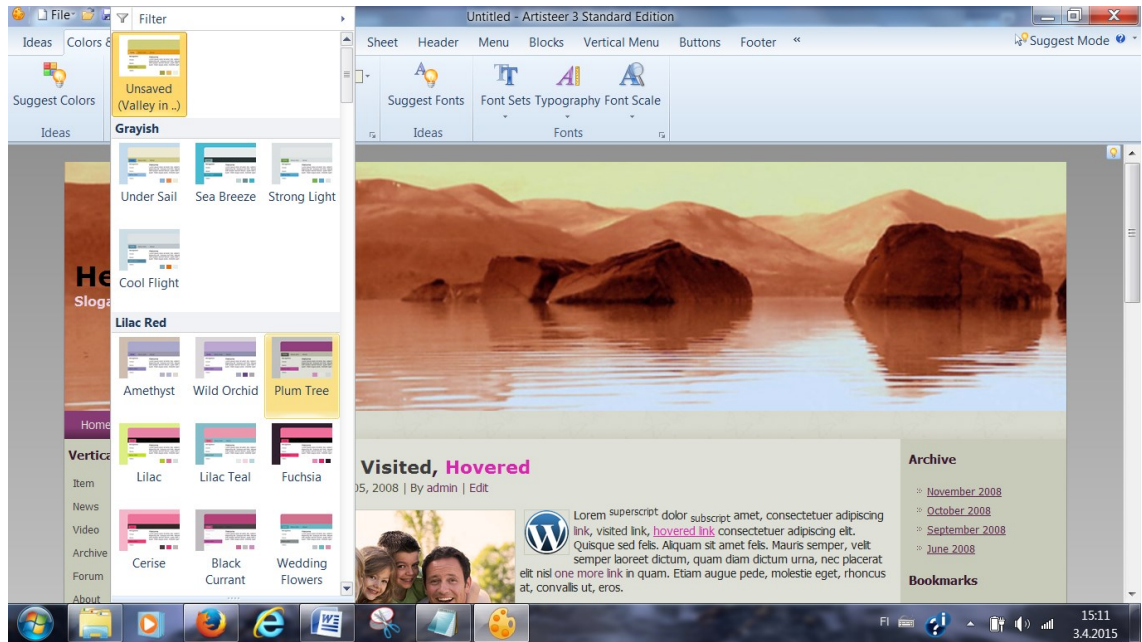 File
Filter
Untitled - Artisteer 3 Standard Edition
Ideas
Colors &
Sheet
Header
Menu
Blocks
Vertical Menu
Buttons
Footer
Suggest Mode
Suggest Colors
Ideas
Unsaved
(Valley in ..)
Suggest Fonts
Ideas
Font Sets
Typography
Font Scale
Fonts
Grayish
Under Sail
Sea Breeze
Strong Light
Cool Flight
Lilac Red
Amethyst
Wild Orchid
Plum Tree
Lilac
Lilac Teal
Fuchsia
Cerise
Black
Currant
Wedding
Flowers
He
Sloga
Home
Vertica
Item
News
Video
Archive
Forum
About
Visited, Hovered
05, 2008 | By admin | Edit
Lorem superscript dolor subscript amet, consectetuer adipiscing
link, visited link, hovered link consectetuer adipiscing elit.
Quisque sed felis. Aliquam sit amet felis. Mauris semper, velit
semper laoreet dictum, quam diam dictum urna, nec placerat
elit nisl one more link in quam. Etiam augue pede, molestie eget, rhoncus
at, convallis ut, eros.
Archive
» November 2008
» October 2008
» September 2008
» June 2008
Bookmarks
FI
15:11
3.4.2015